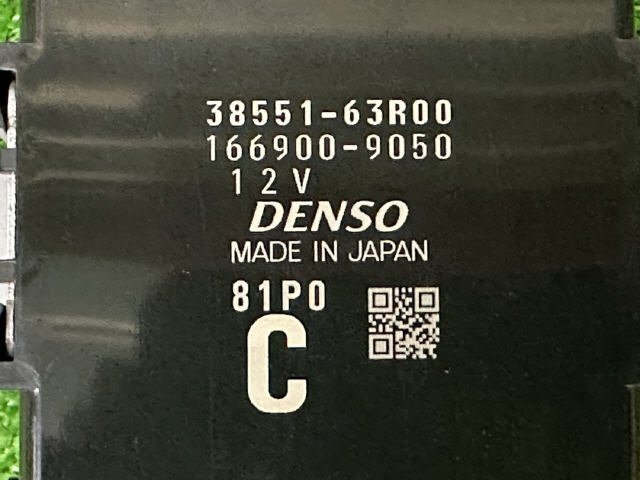 38551-63R00
166900-9050
12V
DENSO
MADE IN JAPAN
81P0
C